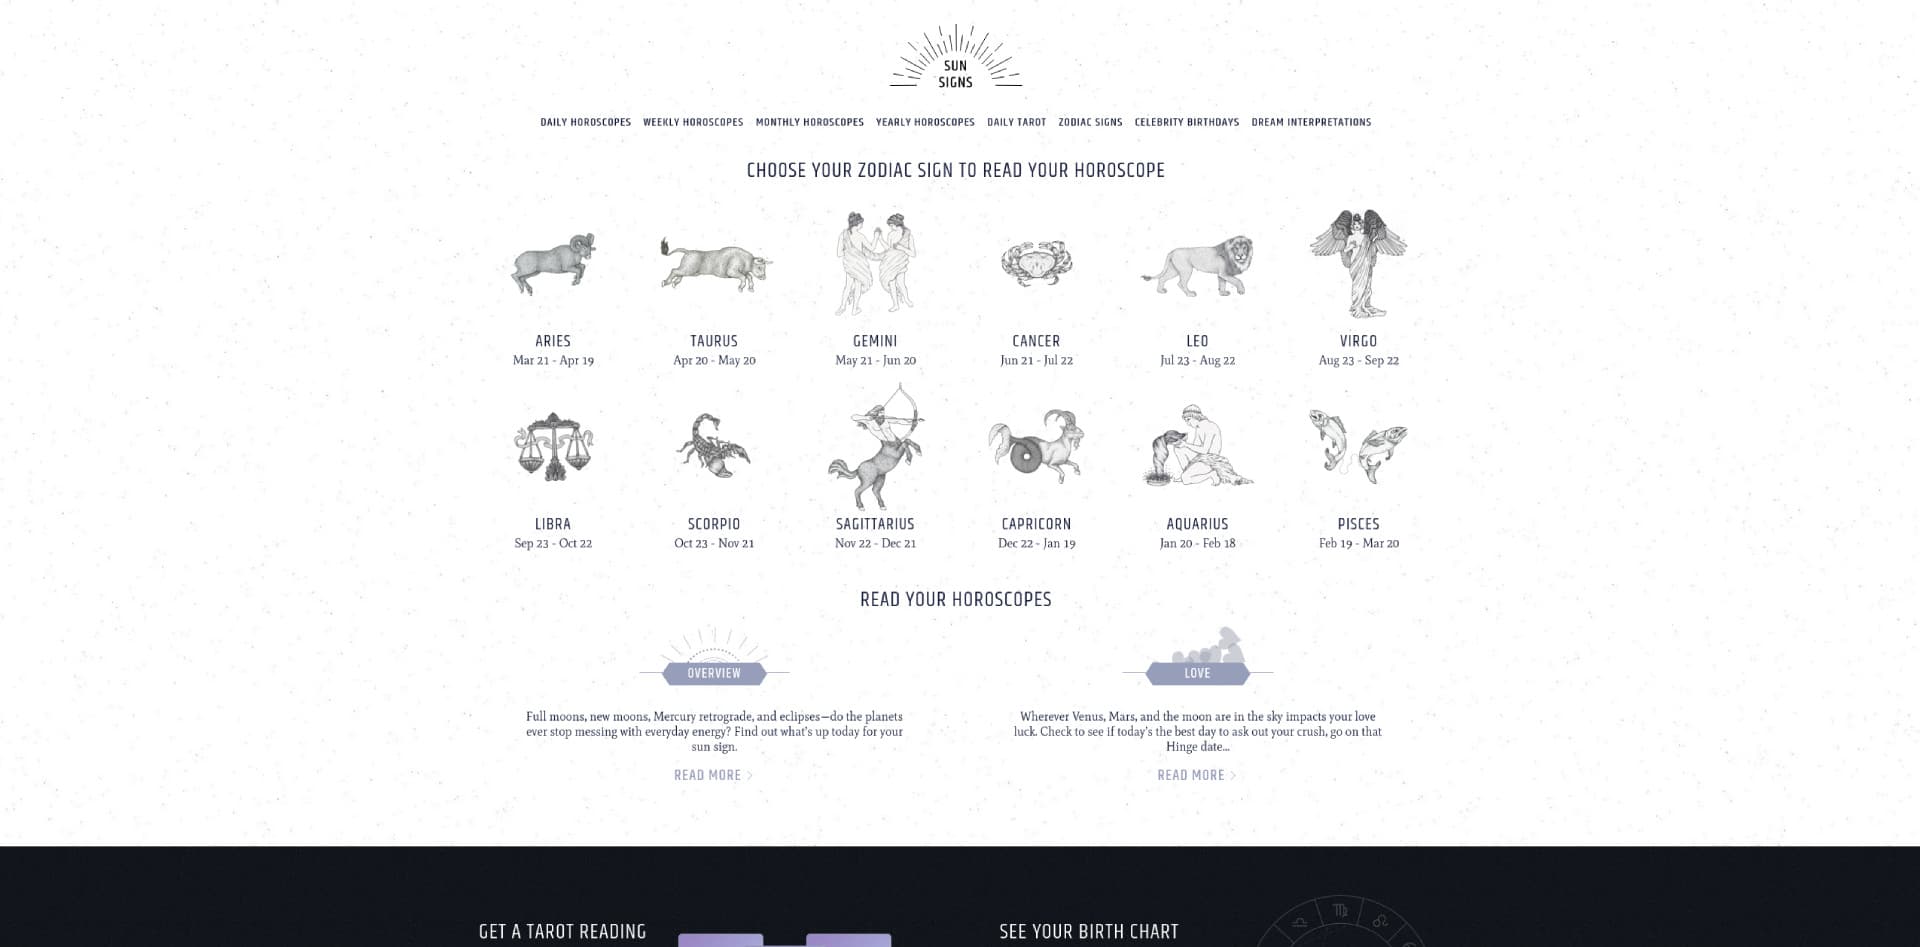 SUN
SIGNS
DAILY HOROSCOPES WEEKLY HOROSCOPES MONTHLY HOROSCOPES YEARLY HOROSCOPES DAILY TAROT ZODIAC SIGNS CELEBRITY BIRTHDAYS DREAM INTERPRETATIONS
CHOOSE YOUR ZODIAC SIGN TO READ YOUR HOROSCOPE
ARIES
Mar 21 - Apr 19
TAURUS
Apr 20 - May 20
GEMINI
May 21 - Jun 20
CANCER
Jun 21 - Jul 22
LEO
Jul 23 - Aug 22
VIRGO
Aug 23 - Sep 22
LIBRA
Sep 23 - Oct 22
SCORPIO
Oct 23 - Nov 21
SAGITTARIUS
Nov 22 - Dec 21
CAPRICORN
Dec 22 - Jan 19
AQUARIUS
Jan 20 - Feb 18
PISCES
Feb 19 - Mar 20
READ YOUR HOROSCOPES
OVERVIEW
Full moons, new moons, Mercury retrograde, and eclipses—do the planets
ever stop messing with everyday energy? Find out what's up today for your
sun sign.
READ MORE >
LOVE
Wherever Venus, Mars, and the moon are in the sky impacts your love
luck. Check to see if today's the best day to ask out your crush, go on that
Hinge date...
READ MORE >
GET A TAROT READING
SEE YOUR BIRTH CHART